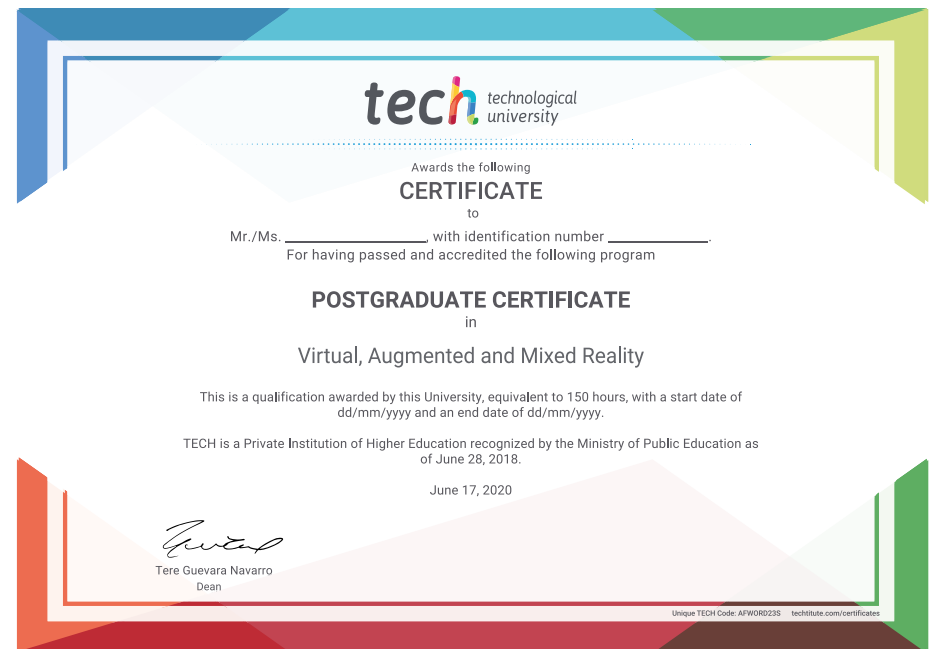 tech technological
university
Awards the following
CERTIFICATE
to
Mr./Ms. ____________________, with identification number ______________.
For having passed and accredited the following program
POSTGRADUATE CERTIFICATE
in
Virtual, Augmented and Mixed Reality
This is a qualification awarded by this University, equivalent to 150 hours, with a start date of
dd/mm/yyyy and an end date of dd/mm/yyyy.
TECH is a Private Institution of Higher Education recognized by the Ministry of Public Education as
of June 28, 2018.
June 17, 2020
Tere Guevara Navarro
Dean
Unique TECH Code: AFWORD23S techtitute.com/certificates